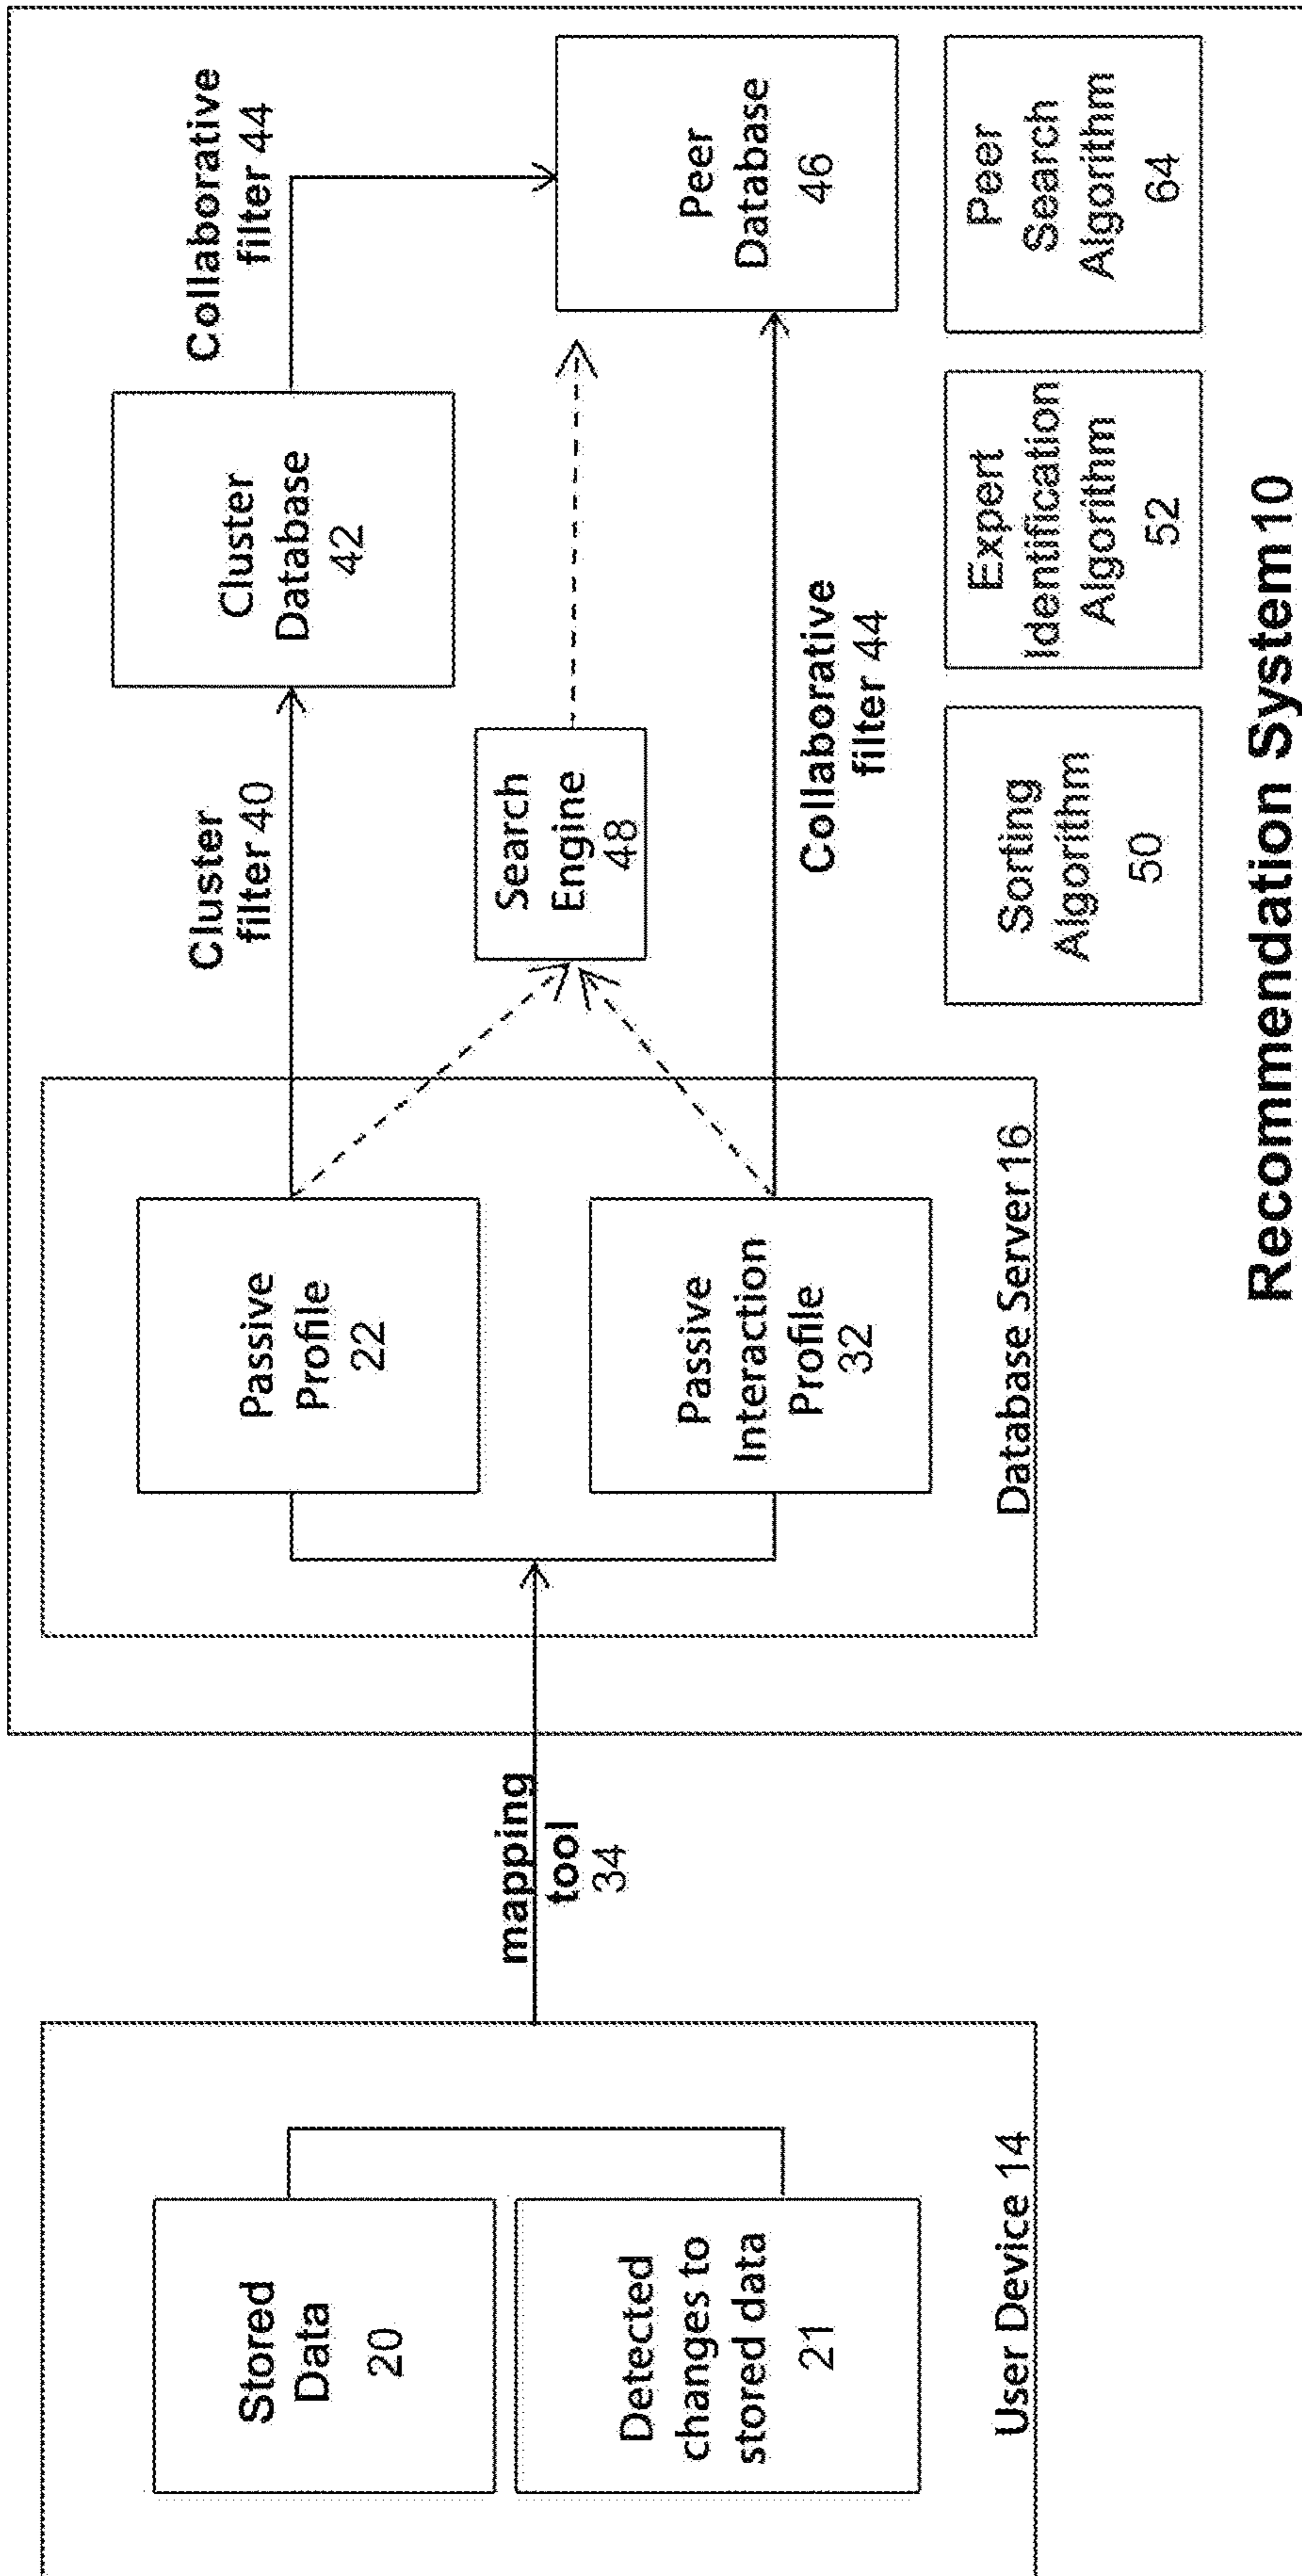 Stored
Data
20
Detected
changes to
stored data
21
User Device 14
mapping
tool
34
Passive
Profile
22
Passive
Interaction
Profile
32
Database Server 16
Cluster
filter 40
Search
Engine
48
Cluster
Database
42
Collaborative
filter 44
Collaborative
filter 44
Peer
Database
46
Sorting
Algorithm
50
Expert
Identification
Algorithm
52
Peer
Search
Algorithm
64
Recommendation System 10